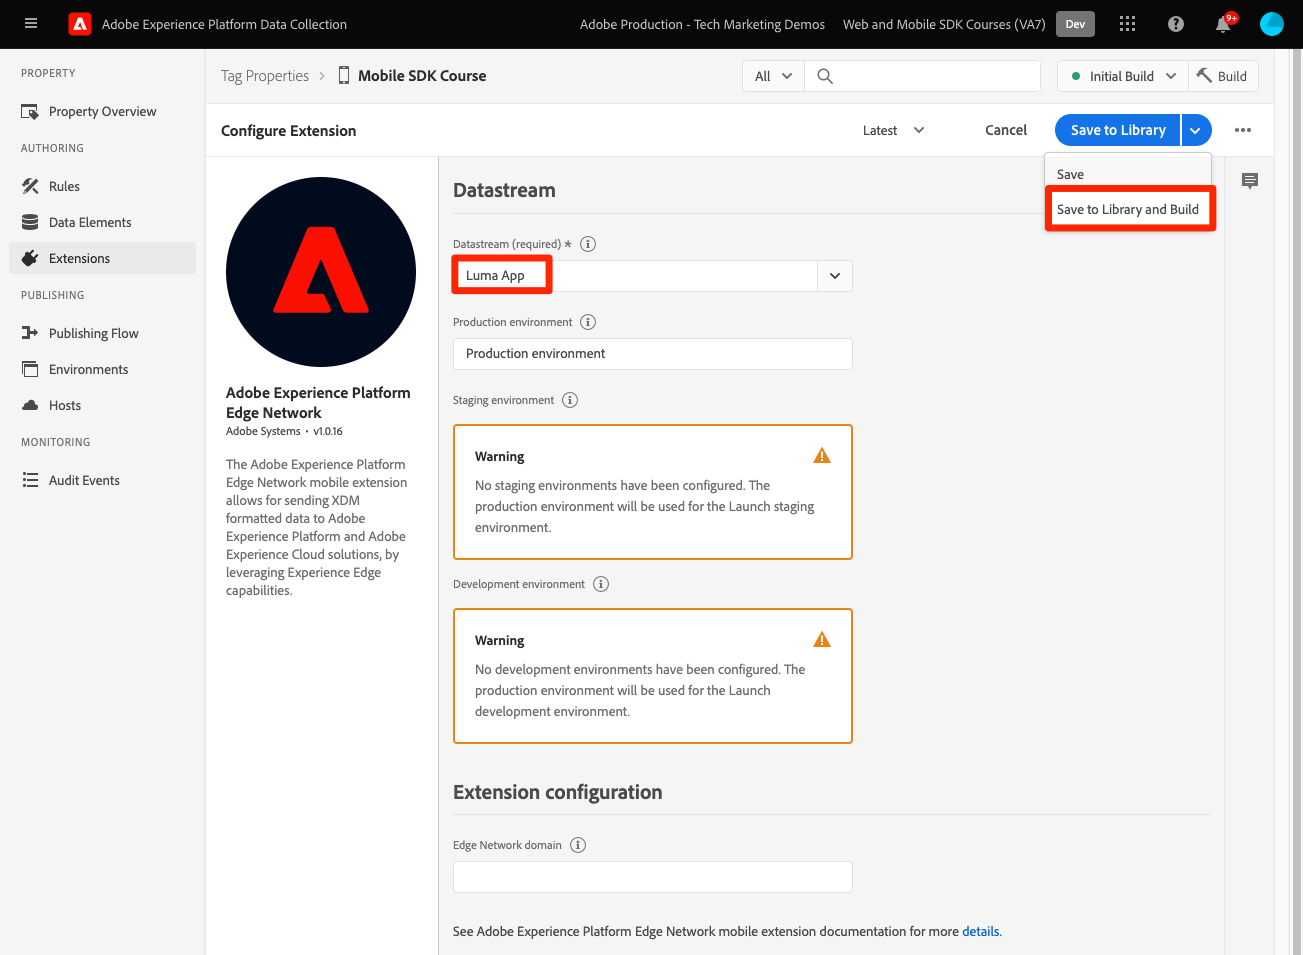 Adobe Experience Platform Data Collection
Adobe Production - Tech Marketing Demos
Web and Mobile SDK Courses (VA7)
Dev
9+
PROPERTY
Property Overview
AUTHORING
Rules
Data Elements
Extensions
PUBLISHING
Publishing Flow
Environments
Hosts
MONITORING
Audit Events
Tag Properties
Mobile SDK Course
All
Initial Build
Build
Configure Extension
Latest
Cancel
Save to Library
Save
Save to Library and Build
Adobe Experience Platform
Edge Network
Adobe Systems • v1.0.16
The Adobe Experience Platform
Edge Network mobile extension
allows for sending XDM
formatted data to Adobe
Experience Platform and Adobe
Experience Cloud solutions, by
leveraging Experience Edge
capabilities.
Datastream
Datastream (required) *
Luma App
Production environment
Production environment
Staging environment
Warning
No staging environments have been configured. The
production environment will be used for the Launch staging
environment.
Development environment
Warning
No development environments have been configured. The
production environment will be used for the Launch
development environment.
Extension configuration
Edge Network domain
See Adobe Experience Platform Edge Network mobile extension documentation for more details.